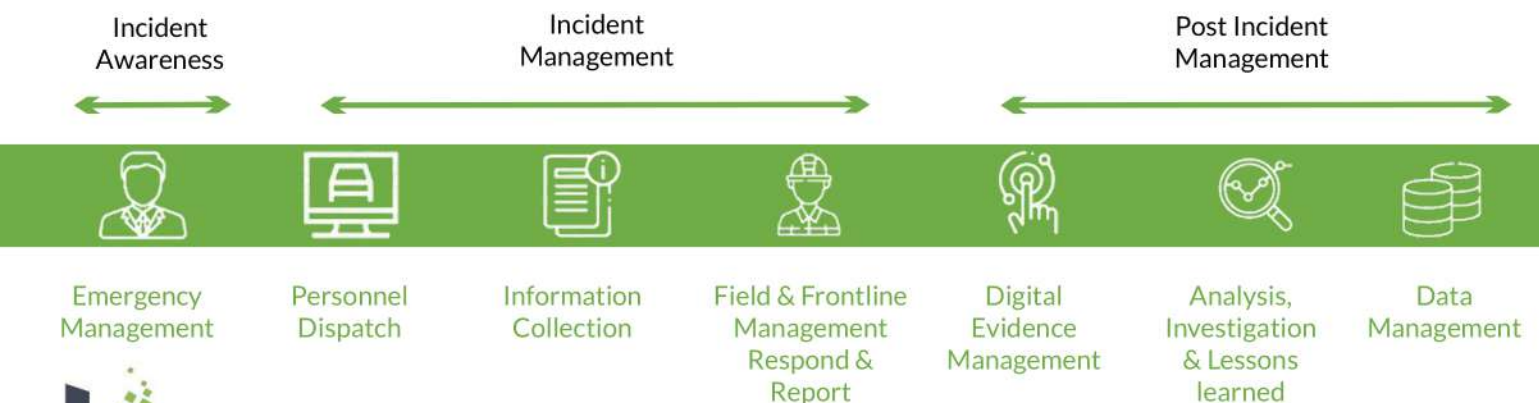 Incident
Awareness
Incident
Management
Post Incident
Management
i
Emergency
Management
Personnel
Dispatch
Information
Collection
Field & Frontline
Management
Respond &
Report
Digital
Evidence
Management
Analysis,
Investigation
& Lessons
learned
Data
Management